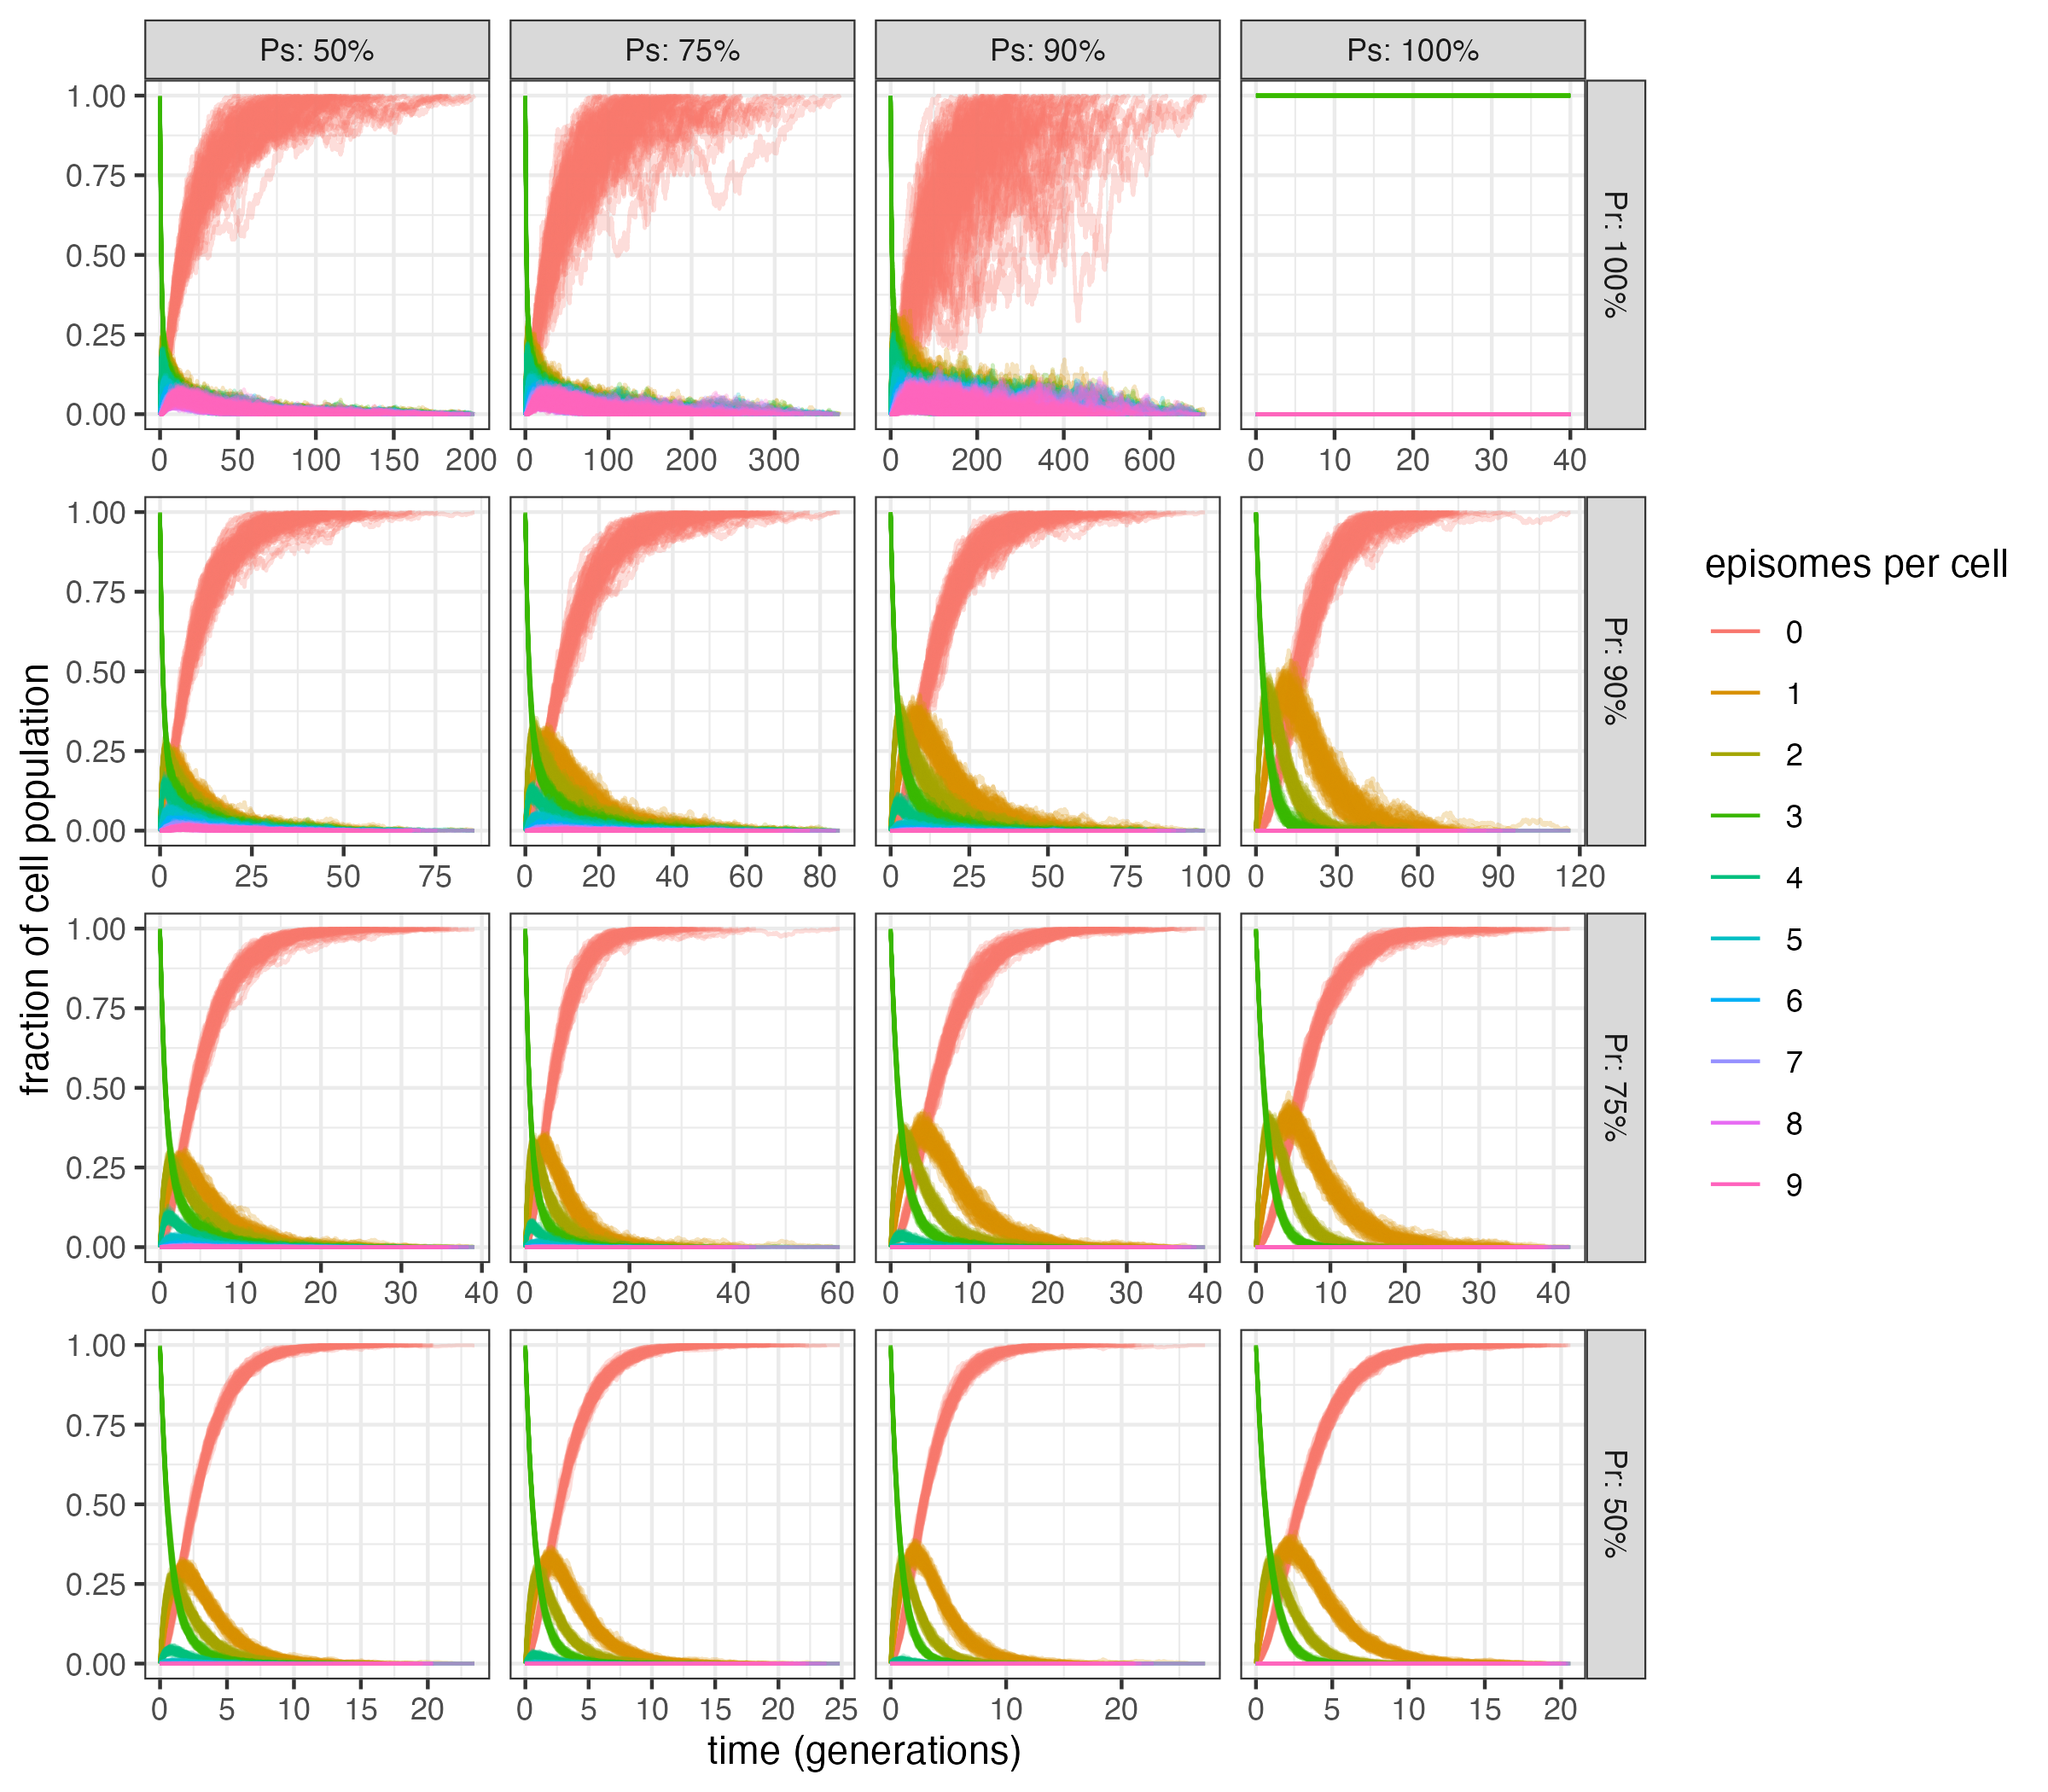 Ps: 50% Ps: 75% Ps: 90% Ps: 100%
1.00
0.75
0.50
0.25
0.00
Pr: 100%
0 50 100 150 200 0 100 200 300 0 200 400 600 0 10 20 30 40
1.00
0.75
0.50
0.25
0.00
Pr: 90%
0 25 50 75 0 20 40 60 80 0 25 50 75 100 0 30 60 90 120
1.00
0.75
0.50
0.25
0.00
Pr: 75%
0 10 20 30 40 0 20 40 60 0 10 20 30 40 0 10 20 30 40
1.00
0.75
0.50
0.25
0.00
Pr: 50%
0 5 10 15 20 0 5 10 15 20 25 0 10 20 0 5 10 15 20
time (generations)
fraction of cell population
episomes per cell
0
1
2
3
4
5
6
7
8
9